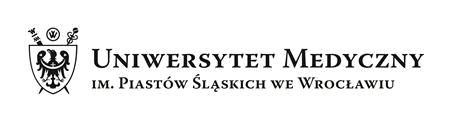 Uniwersytet Medyczny
im. Piastów Śląskich we Wrocławiu